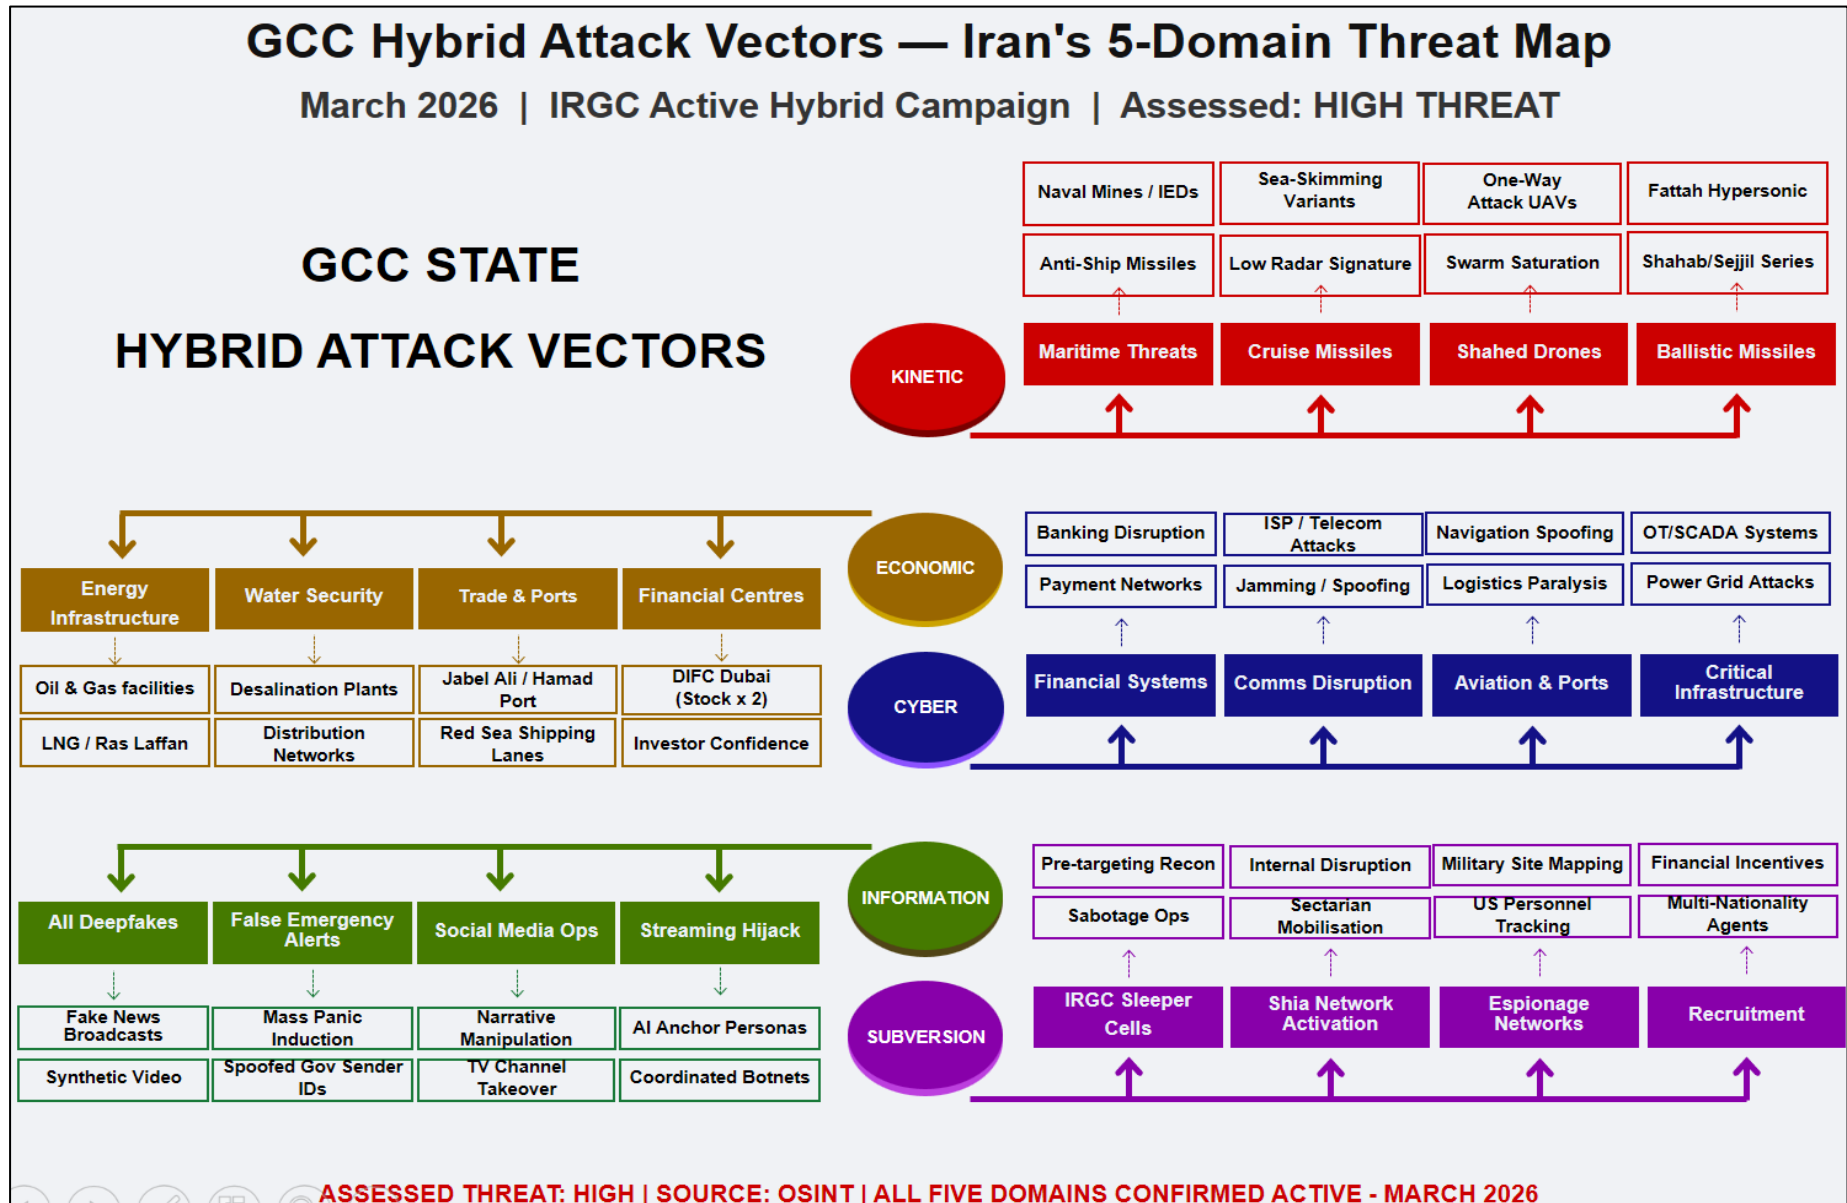 GCC Hybrid Attack Vectors — Iran's 5-Domain Threat Map
March 2026 | IRGC Active Hybrid Campaign | Assessed: HIGH THREAT
GCC STATE
HYBRID ATTACK VECTORS
Naval Mines / IEDs
Sea-Skimming
Variants
One-Way
Attack UAVs
Fattah Hypersonic
Anti-Ship Missiles
Low Radar Signature
Swarm Saturation
Shahab/Sejjil Series
KINETIC
Maritime Threats
Cruise Missiles
Shahed Drones
Ballistic Missiles
ECONOMIC
Energy
Infrastructure
Water Security
Trade & Ports
Financial Centres
Oil & Gas facilities
Desalination Plants
Jabel Ali / Hamad
Port
DIFC Dubai
(Stock x 2)
LNG / Ras Laffan
Distribution
Networks
Red Sea Shipping
Lanes
Investor Confidence
Banking Disruption
ISP / Telecom
Attacks
Navigation Spoofing
OT/SCADA Systems
Payment Networks
Jamming / Spoofing
Logistics Paralysis
Power Grid Attacks
CYBER
Financial Systems
Comms Disruption
Aviation & Ports
Critical
Infrastructure
INFORMATION
All Deepfakes
False Emergency
Alerts
Social Media Ops
Streaming Hijack
Fake News
Broadcasts
Mass Panic
Induction
Narrative
Manipulation
AI Anchor Personas
Synthetic Video
Spoofed Gov Sender
IDs
TV Channel
Takeover
Coordinated Botnets
Pre-targeting Recon
Internal Disruption
Military Site Mapping
Financial Incentives
Sabotage Ops
Sectarian
Mobilisation
US Personnel
Tracking
Multi-Nationality
Agents
SUBVERSION
IRGC Sleeper
Cells
Shia Network
Activation
Espionage
Networks
Recruitment
ASSESSED THREAT: HIGH | SOURCE: OSINT | ALL FIVE DOMAINS CONFIRMED ACTIVE - MARCH 2026